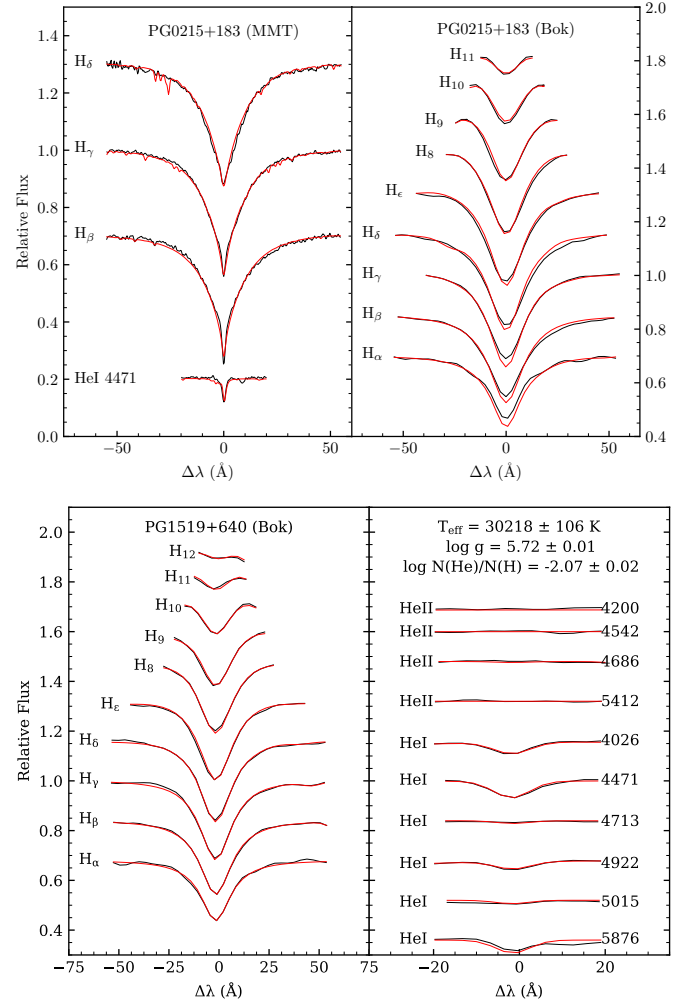 PG0215+183 (MMT)
Hδ
Hγ
Hβ
HeI 4471
1.4
1.2
1.0
0.8
0.6
0.4
0.2
0.0
Relative Flux
−50
0
50
Δλ (Å)
PG0215+183 (Bok)
H11
H10
H9
H8
Hϵ
Hδ
Hγ
Hβ
Hα
2.0
1.8
1.6
1.4
1.2
1.0
0.8
0.6
0.4
−50
0
50
Δλ (Å)
PG1519+640 (Bok)
H12
H11
H10
H9
H8
Hε
Hδ
Hγ
Hβ
Hα
2.0
1.8
1.6
1.4
1.2
1.0
0.8
0.6
0.4
Relative Flux
−75
−50
−25
0
25
50
75
Δλ (Å)
Teff = 30218 ± 106 K
log g = 5.72 ± 0.01
log N(He)/N(H) = -2.07 ± 0.02
HeII 4200
HeII 4542
HeII 4686
HeII 5412
HeI 4026
HeI 4471
HeI 4713
HeI 4922
HeI 5015
HeI 5876
−20
0
20
Δλ (Å)